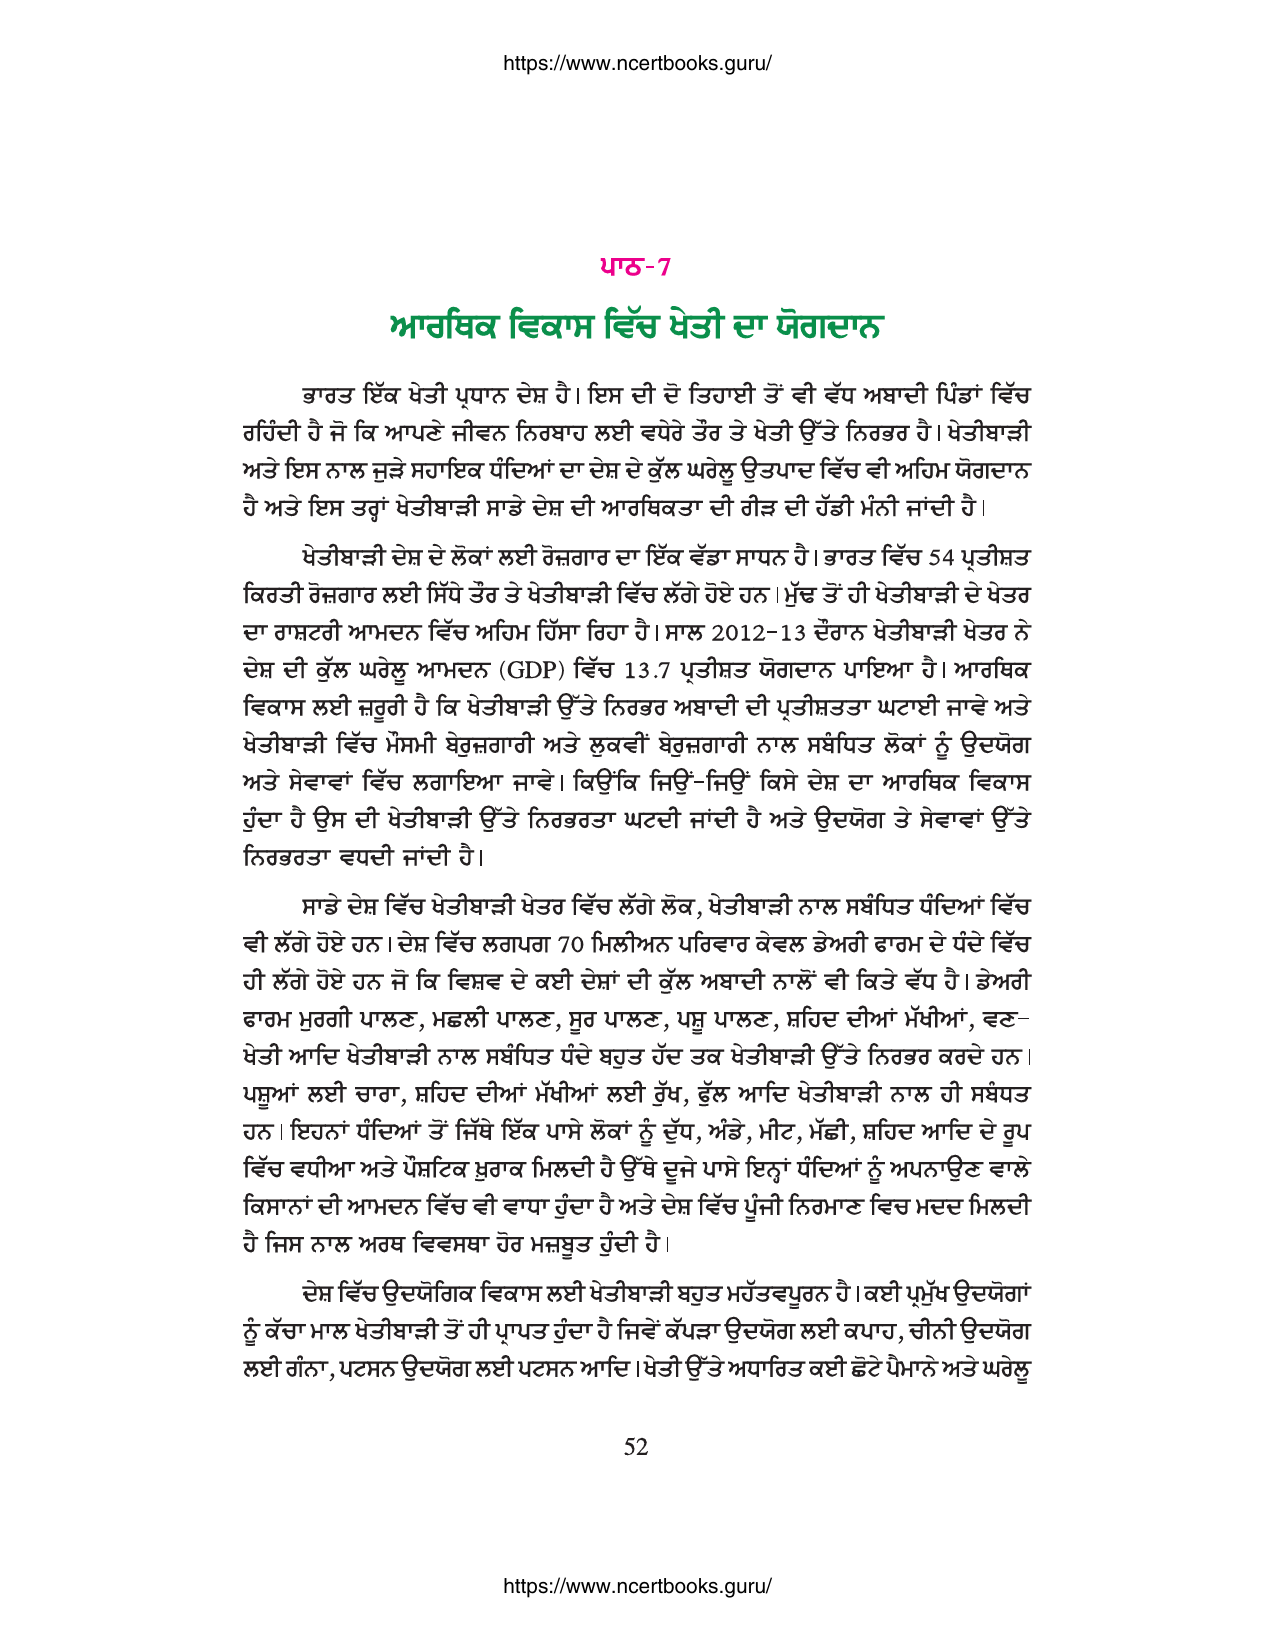 https://www.ncertbooks.guru/
ਪਾਠ-7
ਆਰਥਿਕ ਵਿਕਾਸ ਵਿੱਚ ਖੇਤੀ ਦਾ ਯੋਗਦਾਨ
ਭਾਰਤ ਇੱਕ ਖੇਤੀ ਪ੍ਰਧਾਨ ਦੇਸ਼ ਹੈ। ਇਸ ਦੀ ਦੋ ਤਿਹਾਈ ਤੋਂ ਵੀ ਵੱਧ ਅਬਾਦੀ ਪਿੰਡਾਂ ਵਿੱਚ
ਰਹਿੰਦੀ ਹੈ ਜੋ ਕਿ ਆਪਣੇ ਜੀਵਨ ਨਿਰਬਾਹ ਲਈ ਵਧੇਰੇ ਤੌਰ ਤੇ ਖੇਤੀ ਉੱਤੇ ਨਿਰਭਰ ਹੈ। ਖੇਤੀਬਾੜੀ
ਅਤੇ ਇਸ ਨਾਲ ਜੁੜੇ ਸਹਾਇਕ ਧੰਦਿਆਂ ਦਾ ਦੇਸ਼ ਦੇ ਕੁੱਲ ਘਰੇਲੂ ਉਤਪਾਦ ਵਿੱਚ ਵੀ ਅਹਿਮ ਯੋਗਦਾਨ
ਹੈ ਅਤੇ ਇਸ ਤਰ੍ਹਾਂ ਖੇਤੀਬਾੜੀ ਸਾਡੇ ਦੇਸ਼ ਦੀ ਆਰਥਿਕਤਾ ਦੀ ਰੀੜ ਦੀ ਹੱਡੀ ਮੰਨੀ ਜਾਂਦੀ ਹੈ।
ਖੇਤੀਬਾੜੀ ਦੇਸ਼ ਦੇ ਲੋਕਾਂ ਲਈ ਰੋਜ਼ਗਾਰ ਦਾ ਇੱਕ ਵੱਡਾ ਸਾਧਨ ਹੈ। ਭਾਰਤ ਵਿੱਚ 54 ਪ੍ਰਤੀਸ਼ਤ
ਕਿਰਤੀ ਰੋਜ਼ਗਾਰ ਲਈ ਸਿੱਧੇ ਤੌਰ ਤੇ ਖੇਤੀਬਾੜੀ ਵਿੱਚ ਲੱਗੇ ਹੋਏ ਹਨ। ਮੁੱਢ ਤੋਂ ਹੀ ਖੇਤੀਬਾੜੀ ਦੇ ਖੇਤਰ
ਦਾ ਰਾਸ਼ਟਰੀ ਆਮਦਨ ਵਿੱਚ ਅਹਿਮ ਹਿੱਸਾ ਰਿਹਾ ਹੈ। ਸਾਲ 2012-13 ਦੌਰਾਨ ਖੇਤੀਬਾੜੀ ਖੇਤਰ ਨੇ
ਦੇਸ਼ ਦੀ ਕੁੱਲ ਘਰੇਲੂ ਆਮਦਨ (GDP) ਵਿੱਚ 13.7 ਪ੍ਰਤੀਸ਼ਤ ਯੋਗਦਾਨ ਪਾਇਆ ਹੈ। ਆਰਥਿਕ
ਵਿਕਾਸ ਲਈ ਜ਼ਰੂਰੀ ਹੈ ਕਿ ਖੇਤੀਬਾੜੀ ਉੱਤੇ ਨਿਰਭਰ ਅਬਾਦੀ ਦੀ ਪ੍ਰਤੀਸ਼ਤਤਾ ਘਟਾਈ ਜਾਵੇ ਅਤੇ
ਖੇਤੀਬਾੜੀ ਵਿੱਚ ਮੌਸਮੀ ਬੇਰੁਜ਼ਗਾਰੀ ਅਤੇ ਲੁਕਵੀਂ ਬੇਰੁਜ਼ਗਾਰੀ ਨਾਲ ਸਬੰਧਿਤ ਲੋਕਾਂ ਨੂੰ ਉਦਯੋਗ
ਅਤੇ ਸੇਵਾਵਾਂ ਵਿੱਚ ਲਗਾਇਆ ਜਾਵੇ। ਕਿਉਂਕਿ ਜਿਉਂ-ਜਿਉਂ ਕਿਸੇ ਦੇਸ਼ ਦਾ ਆਰਥਿਕ ਵਿਕਾਸ
ਹੁੰਦਾ ਹੈ ਉਸ ਦੀ ਖੇਤੀਬਾੜੀ ਉੱਤੇ ਨਿਰਭਰਤਾ ਘਟਦੀ ਜਾਂਦੀ ਹੈ ਅਤੇ ਉਦਯੋਗ ਤੇ ਸੇਵਾਵਾਂ ਉੱਤੇ
ਨਿਰਭਰਤਾ ਵਧਦੀ ਜਾਂਦੀ ਹੈ।
ਸਾਡੇ ਦੇਸ਼ ਵਿੱਚ ਖੇਤੀਬਾੜੀ ਖੇਤਰ ਵਿੱਚ ਲੱਗੇ ਲੋਕ, ਖੇਤੀਬਾੜੀ ਨਾਲ ਸਬੰਧਿਤ ਧੰਦਿਆਂ ਵਿੱਚ
ਵੀ ਲੱਗੇ ਹੋਏ ਹਨ। ਦੇਸ਼ ਵਿੱਚ ਲਗਪਗ 70 ਮਿਲੀਅਨ ਪਰਿਵਾਰ ਕੇਵਲ ਡੇਅਰੀ ਫਾਰਮ ਦੇ ਧੰਦੇ ਵਿੱਚ
ਹੀ ਲੱਗੇ ਹੋਏ ਹਨ ਜੋ ਕਿ ਵਿਸ਼ਵ ਦੇ ਕਈ ਦੇਸ਼ਾਂ ਦੀ ਕੁੱਲ ਅਬਾਦੀ ਨਾਲੋਂ ਵੀ ਕਿਤੇ ਵੱਧ ਹੈ। ਡੇਅਰੀ
ਫਾਰਮ ਮੁਰਗੀ ਪਾਲਣ, ਮਛਲੀ ਪਾਲਣ, ਸੂਰ ਪਾਲਣ, ਪਸ਼ੂ ਪਾਲਣ, ਸ਼ਹਿਦ ਦੀਆਂ ਮੱਖੀਆਂ, ਵਣ-
ਖੇਤੀ ਆਦਿ ਖੇਤੀਬਾੜੀ ਨਾਲ ਸਬੰਧਿਤ ਧੰਦੇ ਬਹੁਤ ਹੱਦ ਤਕ ਖੇਤੀਬਾੜੀ ਉੱਤੇ ਨਿਰਭਰ ਕਰਦੇ ਹਨ।
ਪਸ਼ੂਆਂ ਲਈ ਚਾਰਾ, ਸ਼ਹਿਦ ਦੀਆਂ ਮੱਖੀਆਂ ਲਈ ਰੁੱਖ, ਫੁੱਲ ਆਦਿ ਖੇਤੀਬਾੜੀ ਨਾਲ ਹੀ ਸਬੰਧਤ
ਹਨ। ਇਹਨਾਂ ਧੰਦਿਆਂ ਤੋਂ ਜਿੱਥੇ ਇੱਕ ਪਾਸੇ ਲੋਕਾਂ ਨੂੰ ਦੁੱਧ, ਅੰਡੇ, ਮੀਟ, ਮੱਛੀ, ਸ਼ਹਿਦ ਆਦਿ ਦੇ ਰੂਪ
ਵਿੱਚ ਵਧੀਆ ਅਤੇ ਪੌਸ਼ਟਿਕ ਖ਼ੁਰਾਕ ਮਿਲਦੀ ਹੈ ਉੱਥੇ ਦੂਜੇ ਪਾਸੇ ਇਨ੍ਹਾਂ ਧੰਦਿਆਂ ਨੂੰ ਅਪਨਾਉਣ ਵਾਲੇ
ਕਿਸਾਨਾਂ ਦੀ ਆਮਦਨ ਵਿੱਚ ਵੀ ਵਾਧਾ ਹੁੰਦਾ ਹੈ ਅਤੇ ਦੇਸ਼ ਵਿੱਚ ਪੂੰਜੀ ਨਿਰਮਾਣ ਵਿਚ ਮਦਦ ਮਿਲਦੀ
ਹੈ ਜਿਸ ਨਾਲ ਅਰਥ ਵਿਵਸਥਾ ਹੋਰ ਮਜ਼ਬੂਤ ਹੁੰਦੀ ਹੈ।
ਦੇਸ਼ ਵਿੱਚ ਉਦਯੋਗਿਕ ਵਿਕਾਸ ਲਈ ਖੇਤੀਬਾੜੀ ਬਹੁਤ ਮਹੱਤਵਪੂਰਨ ਹੈ। ਕਈ ਪ੍ਰਮੁੱਖ ਉਦਯੋਗਾਂ
ਨੂੰ ਕੱਚਾ ਮਾਲ ਖੇਤੀਬਾੜੀ ਤੋਂ ਹੀ ਪ੍ਰਾਪਤ ਹੁੰਦਾ ਹੈ ਜਿਵੇਂ ਕੱਪੜਾ ਉਦਯੋਗ ਲਈ ਕਪਾਹ, ਚੀਨੀ ਉਦਯੋਗ
ਲਈ ਗੰਨਾ, ਪਟਸਨ ਉਦਯੋਗ ਲਈ ਪਟਸਨ ਆਦਿ। ਖੇਤੀ ਉੱਤੇ ਅਧਾਰਿਤ ਕਈ ਛੋਟੇ ਪੈਮਾਨੇ ਅਤੇ ਘਰੇਲੂ
52
https://www.ncertbooks.guru/